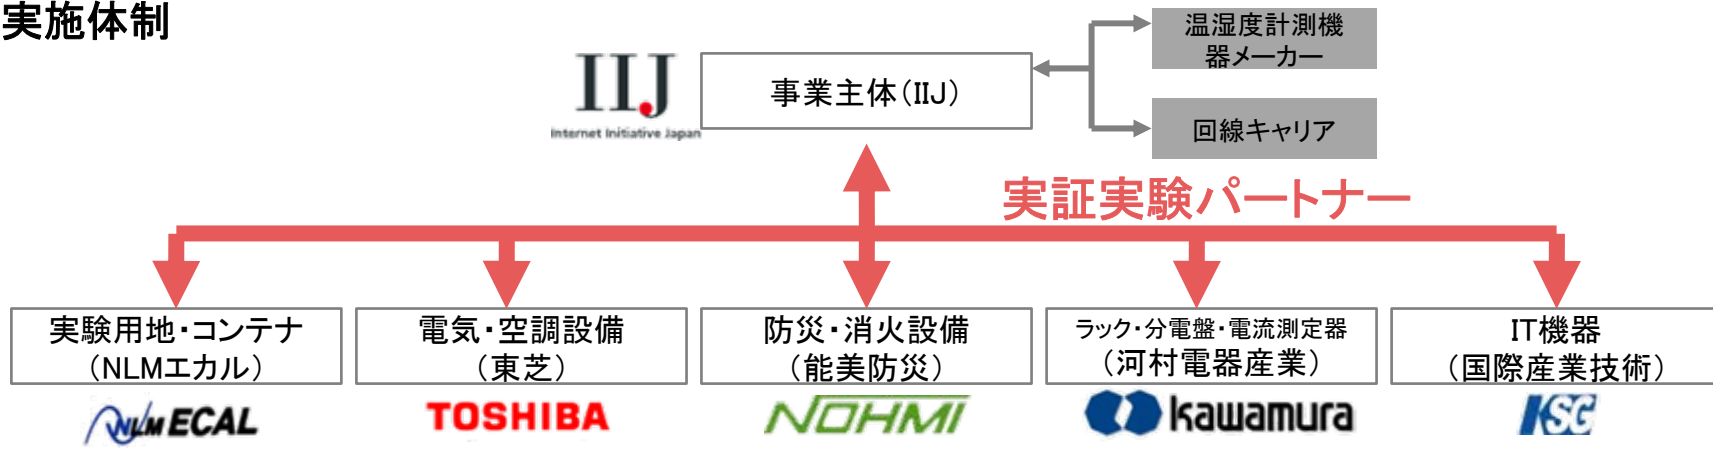 実施体制
温湿度計測機
器メーカー
IIJ
Internet Initiative Japan
事業主体（IIJ）
回線キャリア
実証実験パートナー
実験用地・コンテナ
（NLMエカル）
電気・空調設備
（東芝）
防災・消火設備
（能美防災）
ラック・分電盤・電流測定器
（河村電器産業）
IT機器
（国際産業技術）
NLM ECAL
TOSHIBA
NOHMI
kawamura
KSG